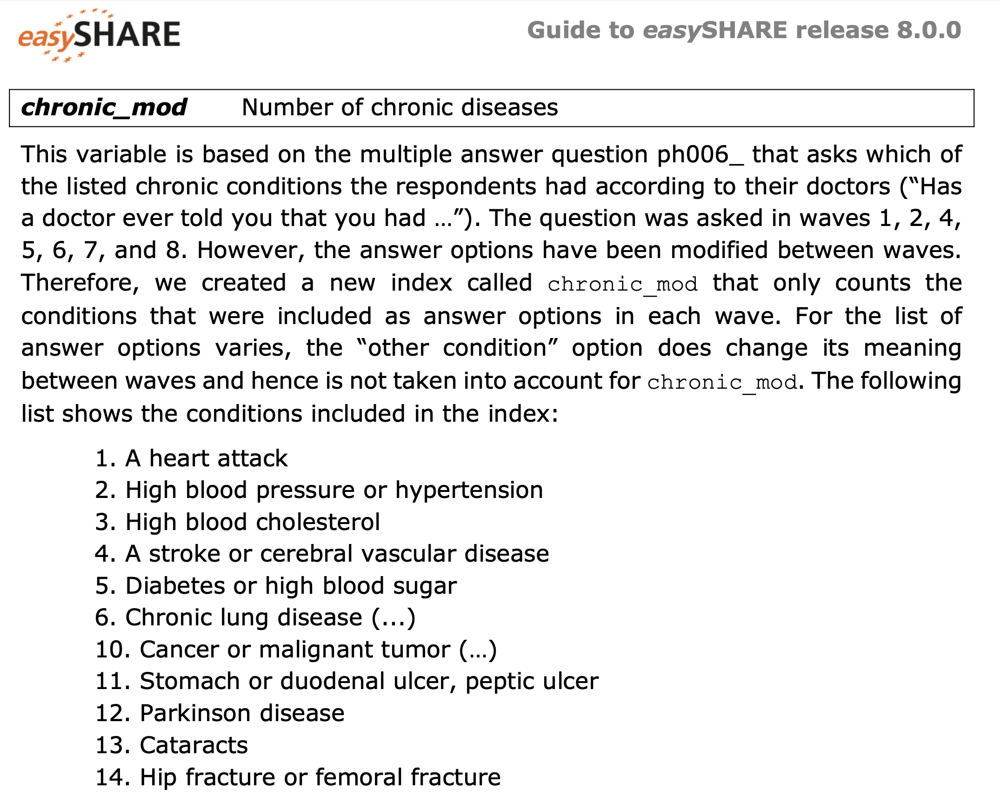 easySHARE
Guide to easySHARE release 8.0.0
chronic_mod Number of chronic diseases
This variable is based on the multiple answer question ph006_ that asks which of
the listed chronic conditions the respondents had according to their doctors (“Has
a doctor ever told you that you had …”). The question was asked in waves 1, 2, 4,
5, 6, 7, and 8. However, the answer options have been modified between waves.
Therefore, we created a new index called chronic_mod that only counts the
conditions that were included as answer options in each wave. For the list of
answer options varies, the “other condition” option does change its meaning
between waves and hence is not taken into account for chronic_mod. The following
list shows the conditions included in the index:
1. A heart attack
2. High blood pressure or hypertension
3. High blood cholesterol
4. A stroke or cerebral vascular disease
5. Diabetes or high blood sugar
6. Chronic lung disease (...)
10. Cancer or malignant tumor (…)
11. Stomach or duodenal ulcer, peptic ulcer
12. Parkinson disease
13. Cataracts
14. Hip fracture or femoral fracture